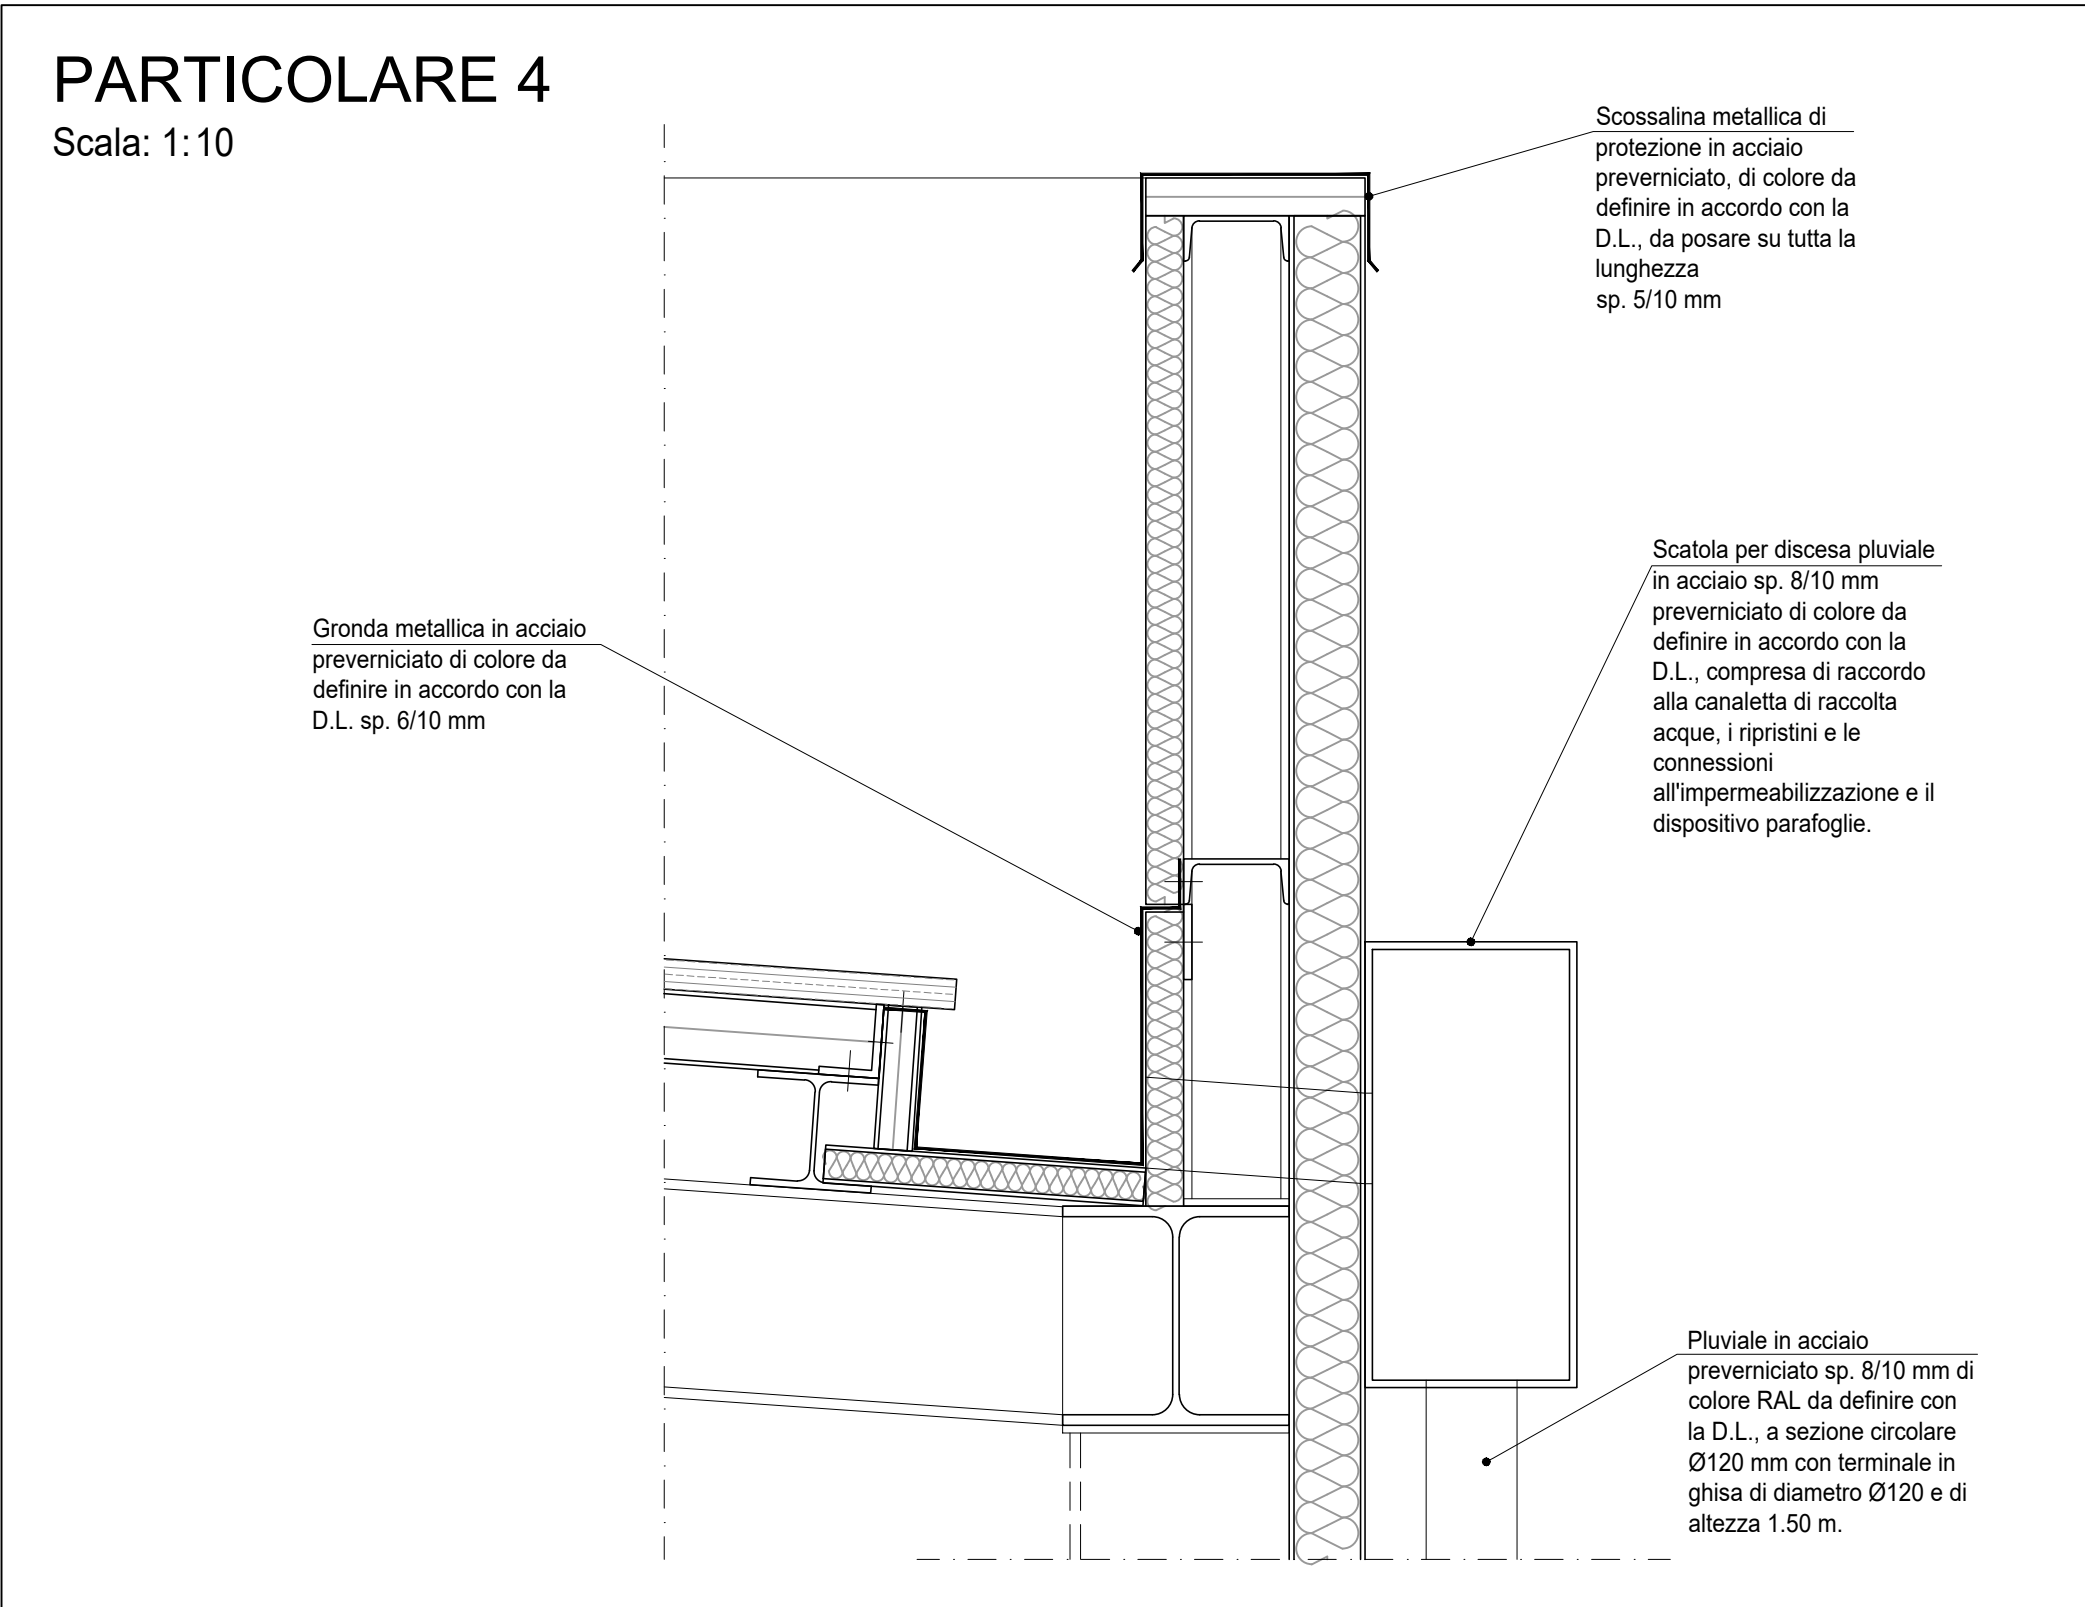 PARTICOLARE 4
Scala: 1:10
Scossalina metallica di
protezione in acciaio
preverniciato, di colore da
definire in accordo con la
D.L., da posare su tutta la
lunghezza
sp. 5/10 mm
Gronda metallica in acciaio
preverniciato di colore da
definire in accordo con la
D.L. sp. 6/10 mm
Scatola per discesa pluviale
in acciaio sp. 8/10 mm
preverniciato di colore da
definire in accordo con la
D.L., compresa di raccordo
alla canaletta di raccolta
acque, i ripristini e le
connessioni
all'impermeabilizzazione e il
dispositivo parafoglie.
Pluviale in acciaio
preverniciato sp. 8/10 mm di
colore RAL da definire con
la D.L., a sezione circolare
Ø120 mm con terminale in
ghisa di diametro Ø120 e di
altezza 1.50 m.